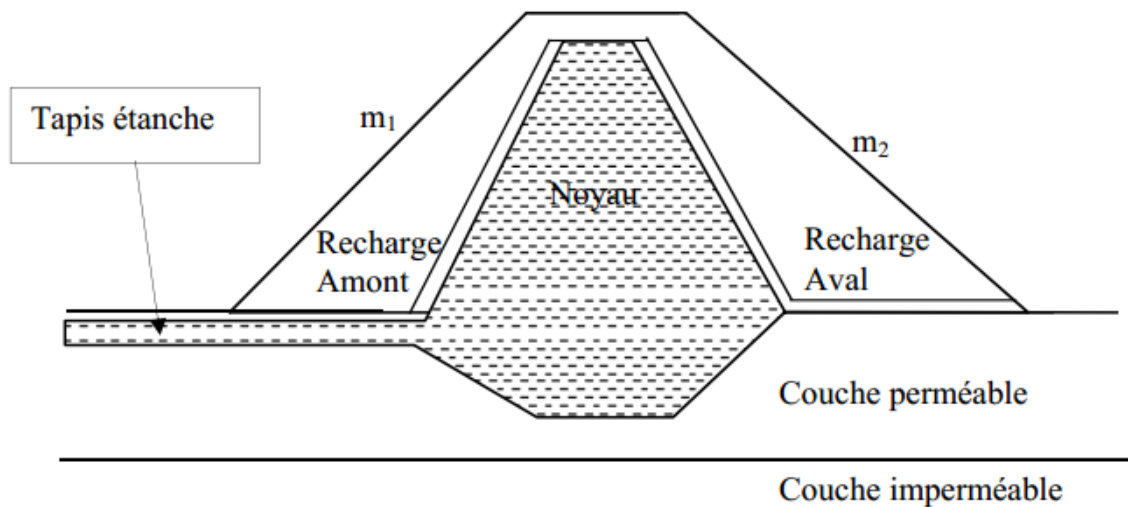 Tapis étanche
m₁
m₂
Noyau
Recharge
Amont
Recharge
Aval
Couche perméable
Couche imperméable